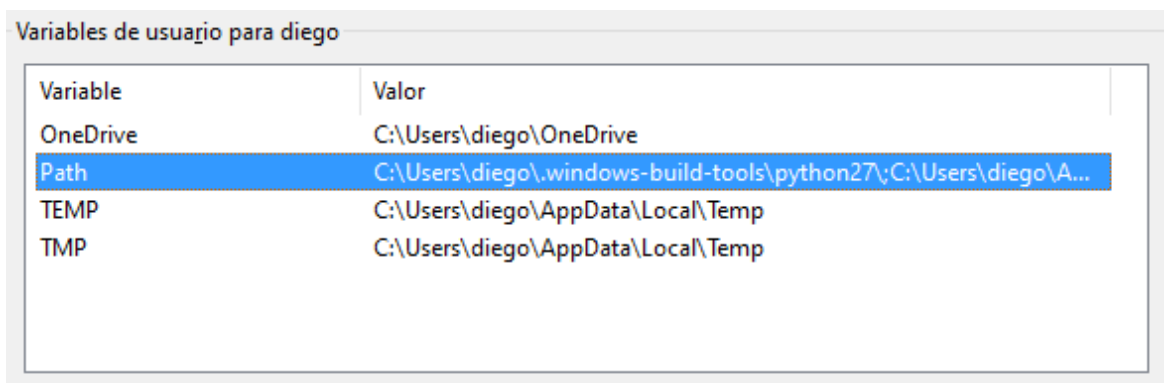 Variables de usuario para diego
Variable Valor
OneDrive C:\Users\diego\OneDrive
Path C:\Users\diego\.windows-build-tools\python27\;C:\Users\diego\A...
TEMP C:\Users\diego\AppData\Local\Temp
TMP C:\Users\diego\AppData\Local\Temp